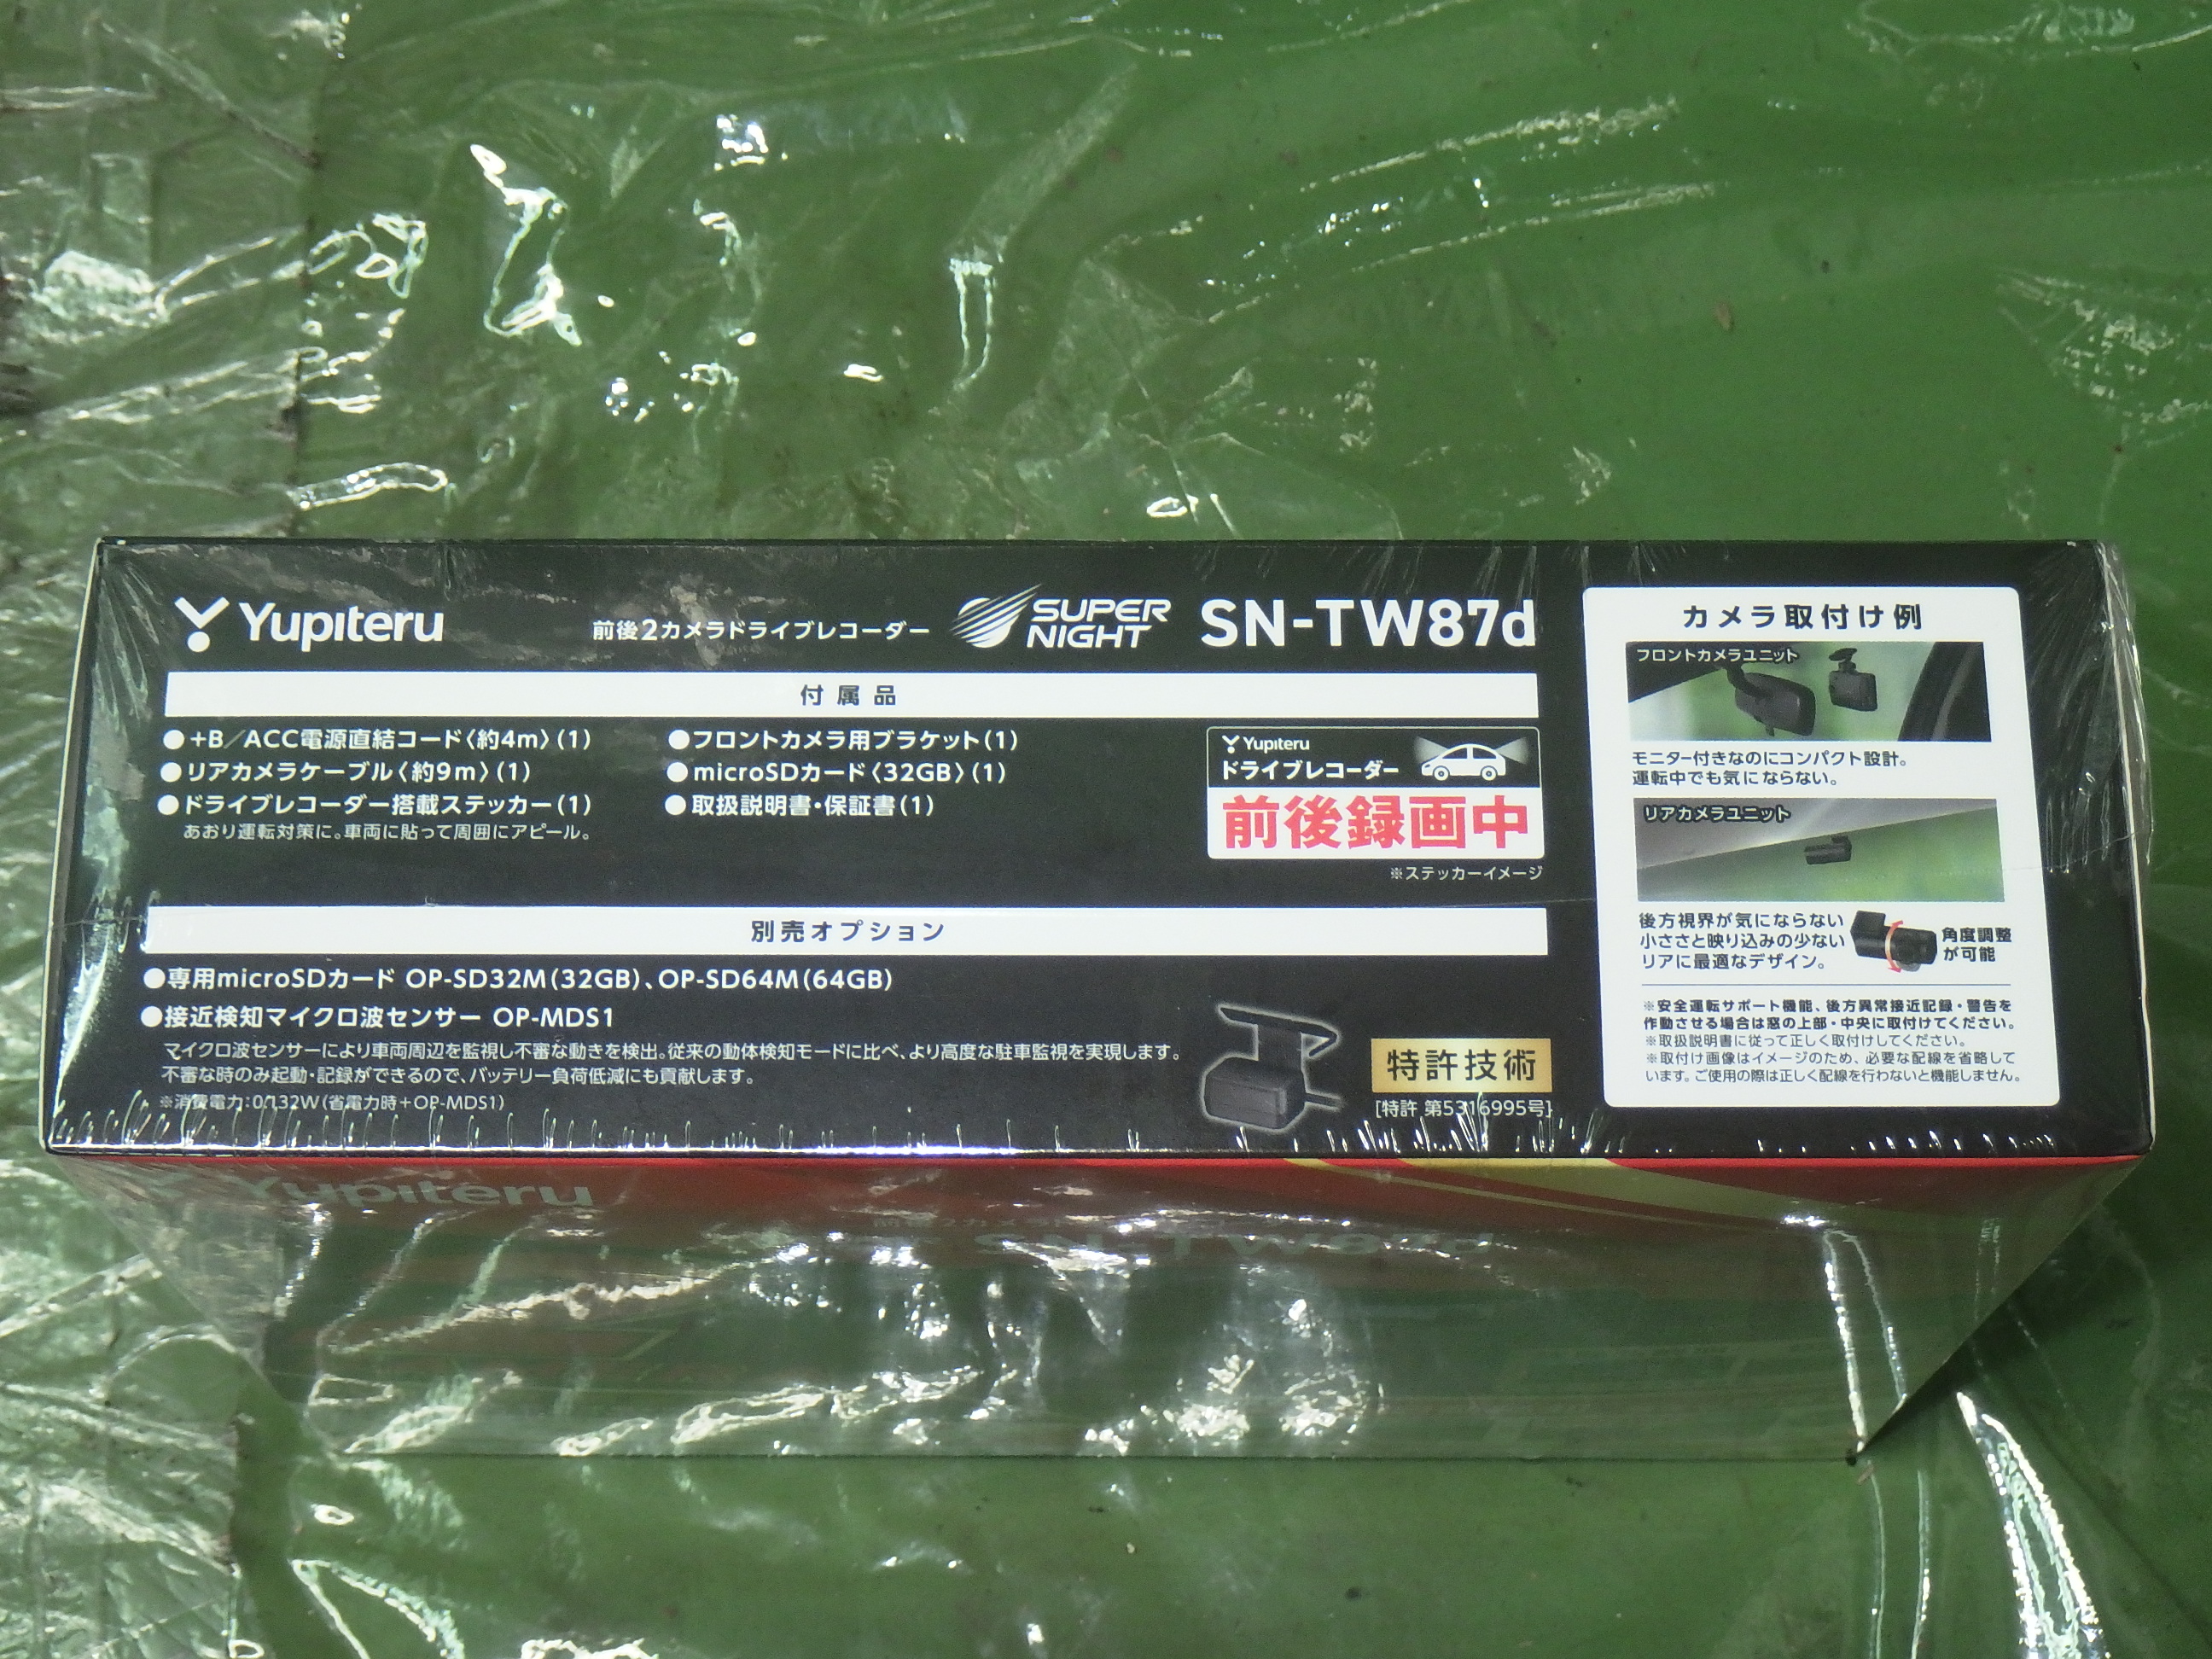 Yupiteru 前後2カメラドライブレコーダー SUPER NIGHT SN-TW87d
付属品
●+B/ACC電源直結コード〈約4m〉(1)
●リアカメラケーブル〈約9m〉(1)
●ドライブレコーダー搭載ステッカー(1)
あおり運転対策に。車両に貼って周囲にアピール。
●フロントカメラ用ブラケット(1)
●microSDカード〈32GB〉(1)
●取扱説明書・保証書(1)
Yupiteru
ドライブレコーダー
前後録画中
※ステッカーイメージ
別売オプション
●専用microSDカード OP-SD32M(32GB)、OP-SD64M(64GB)
●接近検知マイクロ波センサー OP-MDS1
マイクロ波センサーにより車両周辺を監視し不審な動きを検出。従来の動体検知モードに比べ、より高度な駐車監視を実現します。
不審な時のみ起動・記録ができるので、バッテリー負荷低減にも貢献します。
※消費電力:0.132W(省電力時+OP-MDS1)
特許技術
[特許 第5316995号]
カメラ取付け例
フロントカメラユニット
モニター付きなのにコンパクト設計。
運転中でも気にならない。
リアカメラユニット
後方視界が気にならない
小ささと映り込みの少ない
リアに最適なデザイン。
角度調整
が可能
※安全運転サポート機能、後方異常接近記録・警告を
作動させる場合は窓の上部・中央に取付けてください。
※取扱説明書に従って正しく取付けしてください。
※取付け画像はイメージのため、必要な配線を省略して
います。ご使用の際は正しく配線を行わないと機能しません。
Yupiteru
前後2カメラド
SN-TW87d